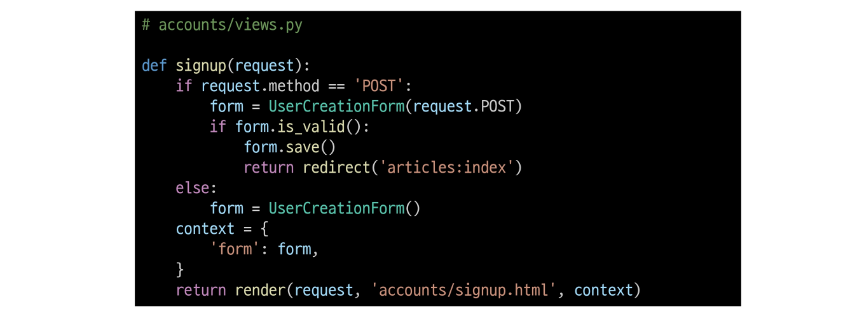 # accounts/views.py

def signup(request):
    if request.method == 'POST':
        form = UserCreationForm(request.POST)
        if form.is_valid():
            form.save()
            return redirect('articles:index')
    else:
        form = UserCreationForm()
    context = {
        'form': form,
    }
    return render(request, 'accounts/signup.html', context)